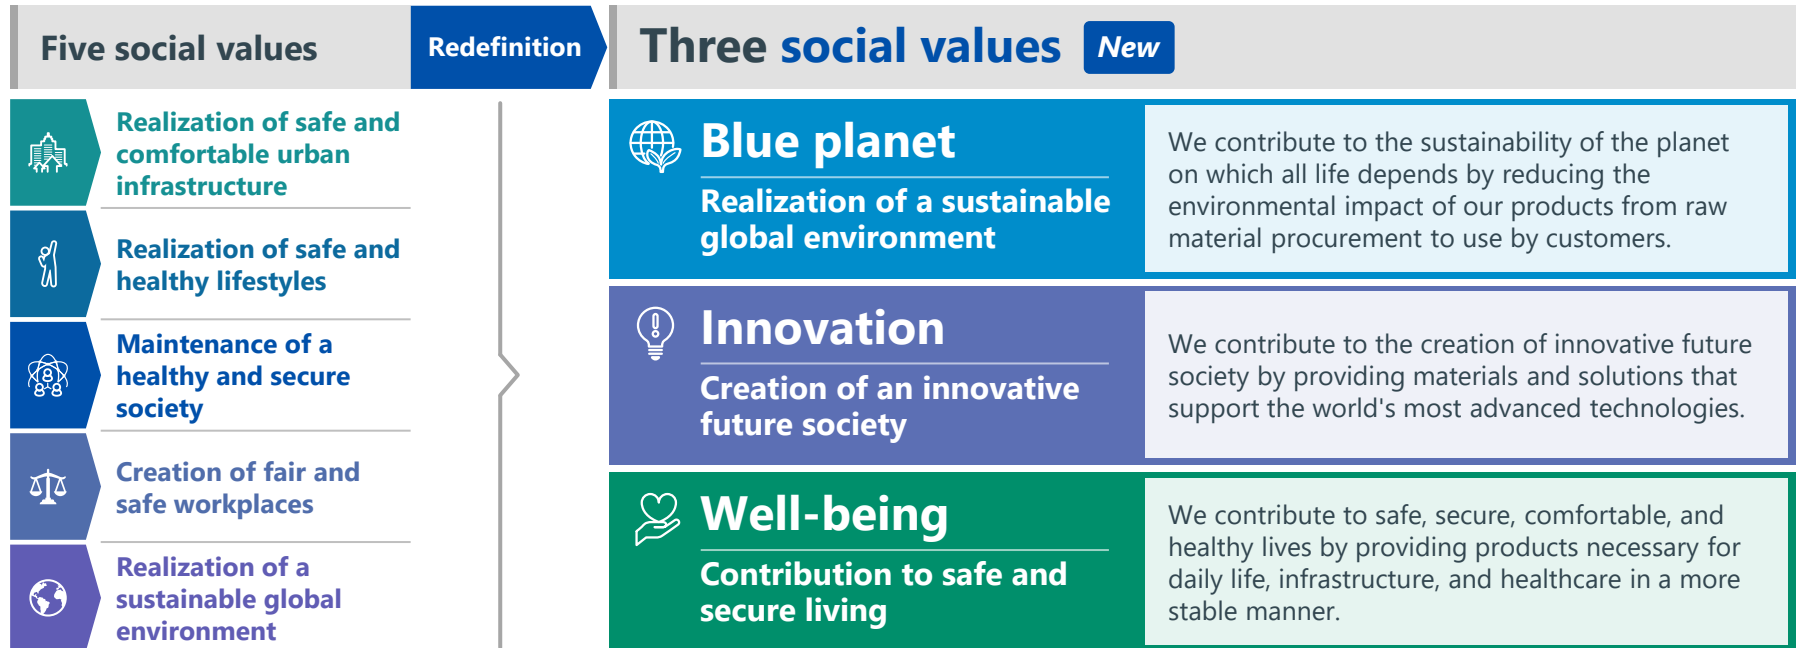 Five social values
Redefinition
Three social values
New
Realization of safe and
comfortable urban
infrastructure
Realization of safe and
healthy lifestyles
Maintenance of a
healthy and secure
society
Creation of fair and
safe workplaces
Realization of a
sustainable global
environment
Blue planet
Realization of a sustainable
global environment
We contribute to the sustainability of the planet
on which all life depends by reducing the
environmental impact of our products from raw
material procurement to use by customers.
Innovation
Creation of an innovative
future society
We contribute to the creation of innovative future
society by providing materials and solutions that
support the world's most advanced technologies.
Well-being
Contribution to safe and
secure living
We contribute to safe, secure, comfortable, and
healthy lives by providing products necessary for
daily life, infrastructure, and healthcare in a more
stable manner.